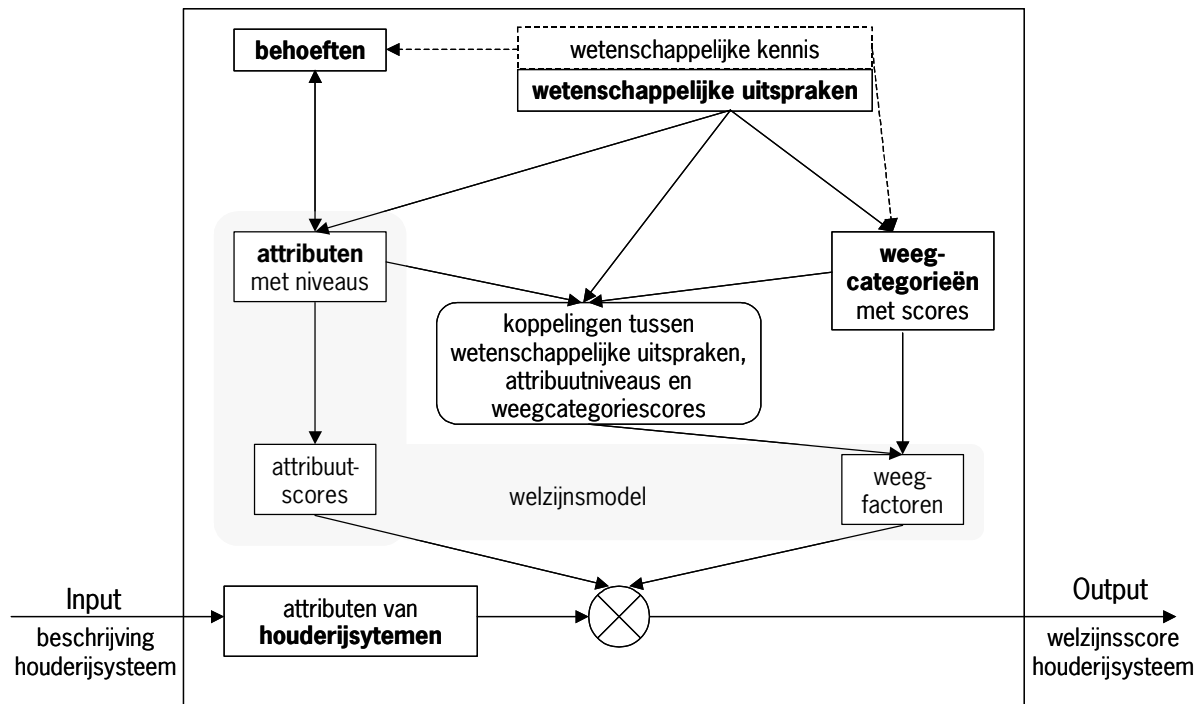 behoeften
wetenschappelijke kennis
wetenschappelijke uitspraken
attributen
met niveaus
weeg-
categorieën
met scores
koppelingen tussen
wetenschappelijke uitspraken,
attribuutniveaus en
weegcategoriescores
attribuut-
scores
welzijnsmodel
weeg-
factoren
Input
beschrijving
houderijsysteem
attributen van
houderijsytemen
Output
welzijnsscore
houderijsysteem